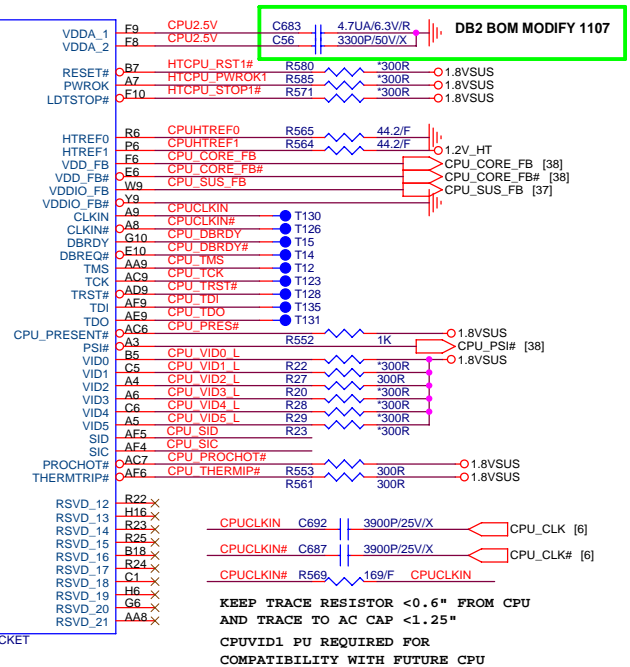 VDDA_1 F9 CPU2.5V C683 4.7UA/6.3V/R DB2 BOM MODIFY 1107
VDDA_2 F8 CPU2.5V C56 3300P/50V/X
RESET# B7 HTCPU_RST1# R580 *300R 1.8VSUS
PWROK A7 HTCPU_PWROK1 R585 *300R 1.8VSUS
LDTSTOP# F10 HTCPU_STOP1# R571 *300R 1.8VSUS
HTREF0 R6 CPUHTREF0 R565 44.2/F
HTREF1 P6 CPUHTREF1 R564 44.2/F 1.2V_HT
VDD_FB F6 CPU_CORE_FB CPU_CORE_FB [38]
VDD_FB# E6 CPU_CORE_FB# CPU_CORE_FB# [38]
VDDIO_FB W9 CPU_SUS_FB CPU_SUS_FB [37]
VDDIO_FB# Y9
CLKIN A9 CPUCLKIN T130
CLKIN# A8 CPUCLKIN# T126
DBRDY G10 CPU_DBRDY T15
DBREQ# E10 CPU_DBRDY# T14
TMS AA9 CPU_TMS T12
TCK AC9 CPU_TCK T123
TRST# AD9 CPU_TRST# T128
TDI AF9 CPU_TDI T135
TDO AE9 CPU_TDO T131
CPU_PRESENT# AC6 CPU_PRES# 1.8VSUS
PSI# A3 R552 1K CPU_PSI# [38]
VID0 B5 CPU_VID0_L 1.8VSUS
VID1 C5 CPU_VID1_L R22 *300R
VID2 A4 CPU_VID2_L R27 300R
VID3 A6 CPU_VID3_L R20 *300R
VID4 C6 CPU_VID4_L R28 *300R
VID5 A5 CPU_VID5_L R29 *300R
SID AF5 CPU_SID R23 *300R
SIC AF4 CPU_SIC
PROCHOT# AC7 CPU_PROCHOT# 1.8VSUS
THERMTRIP# AF6 CPU_THERMIP# R553 300R 1.8VSUS
R561 300R
RSVD_12 R22
RSVD_13 H16
RSVD_14 R23
RSVD_15 R25
RSVD_16 B18
RSVD_17 R24
RSVD_18 C1
RSVD_19 H6
RSVD_20 G6
RSVD_21 AA8
CPUCLKIN C692 3900P/25V/X CPU_CLK [6]
CPUCLKIN# C687 3900P/25V/X CPU_CLK# [6]
CPUCLKIN# R569 169/F CPUCLKIN
KEEP TRACE RESISTOR <0.6" FROM CPU
AND TRACE TO AC CAP <1.25"
CPUVID1 PU REQUIRED FOR
COMPATIBILITY WITH FUTURE CPU
CKET